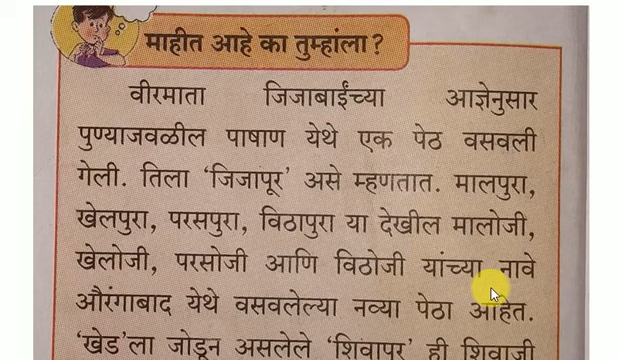 माहीत आहे का तुम्हांला ?
वीरमाता जिजाबाईंच्या आज्ञेनुसार
पुण्याजवळील पाषाण येथे एक पेठ वसवली
गेली. तिला ‘जिजापूर’ असे म्हणतात. मालपुरा,
खेलपुरा, परसपुरा, विठापुरा या देखील मालोजी,
खेलोजी, परसोजी आणि विठोजी यांच्या नावे
औरंगाबाद येथे वसवलेल्या नव्या पेठा आहेत.
‘खेड’ला जोडून असलेले ‘शिवापूर’ ही शिवाजी